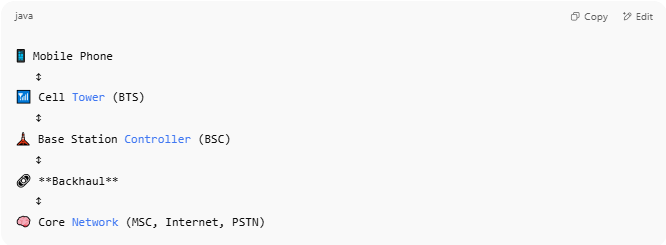 java Copy Edit
📱 Mobile Phone
↕
📶 Cell Tower (BTS)
↕
🗼 Base Station Controller (BSC)
↕
🔗 **Backhaul**
↕
🧠 Core Network (MSC, Internet, PSTN)